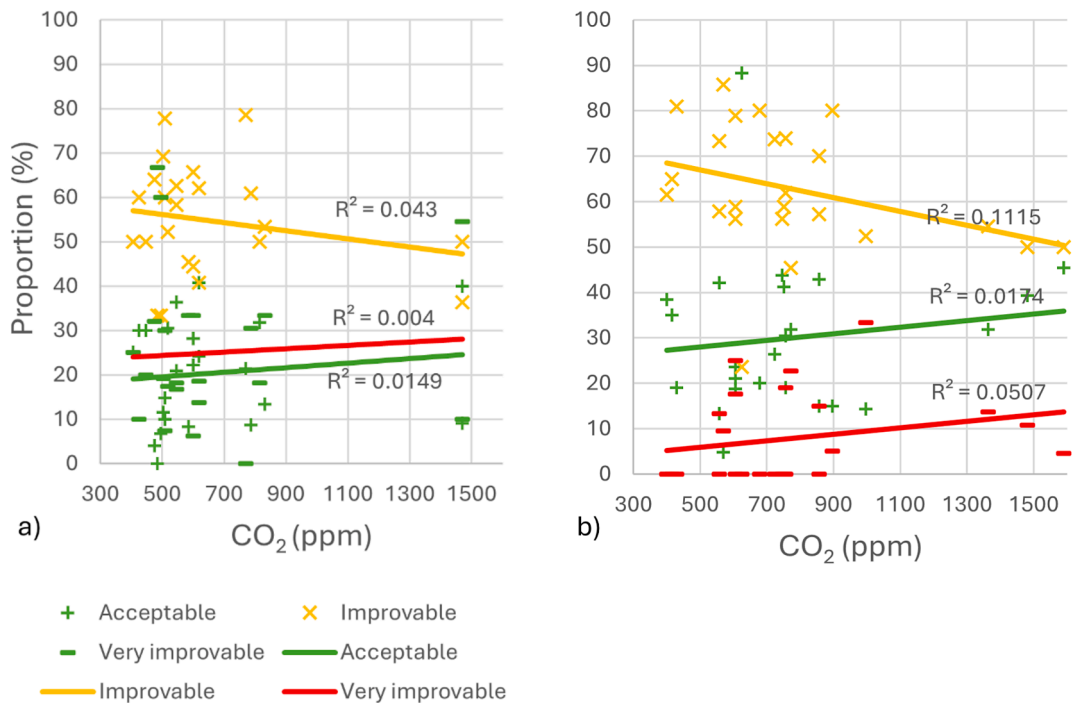 100
90
80
70
60
50
40
30
20
10
0
Proportion (%)
R² = 0.043
R² = 0.004
R² = 0.0149
300 500 700 900 1100 1300 1500
CO₂ (ppm)
a)
100
90
80
70
60
50
40
30
20
10
0
R² = 0.1115
R² = 0.0174
R² = 0.0507
300 500 700 900 1100 1300 1500
CO₂ (ppm)
b)
Acceptable Improvable
Very improvable Acceptable
Improvable Very improvable